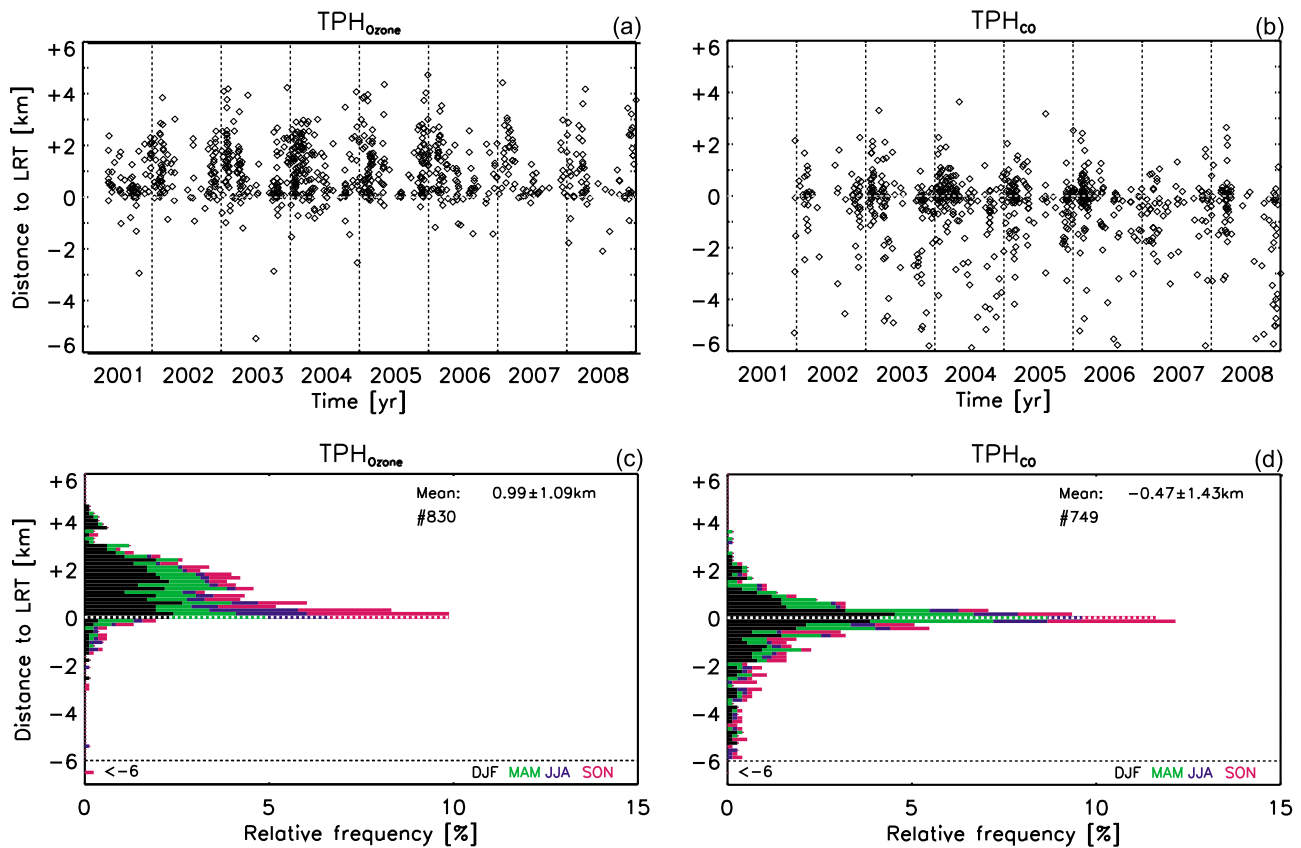 TPH_Ozone (a)
TPH_CO (b)
Distance to LRT [km]
+6
+4
+2
0
-2
-4
-6
2001 2002 2003 2004 2005 2006 2007 2008
Time [yr]
+6
+4
+2
0
-2
-4
-6
2001 2002 2003 2004 2005 2006 2007 2008
Time [yr]
TPH_Ozone (c)
Mean: 0.99±1.09km
#830
Distance to LRT [km]
+6
+4
+2
0
-2
-4
-6
<-6
DJF MAM JJA SON
0 5 10 15
Relative frequency [%]
TPH_CO (d)
Mean: -0.47±1.43km
#749
+6
+4
+2
0
-2
-4
-6
<-6
DJF MAM JJA SON
0 5 10 15
Relative frequency [%]